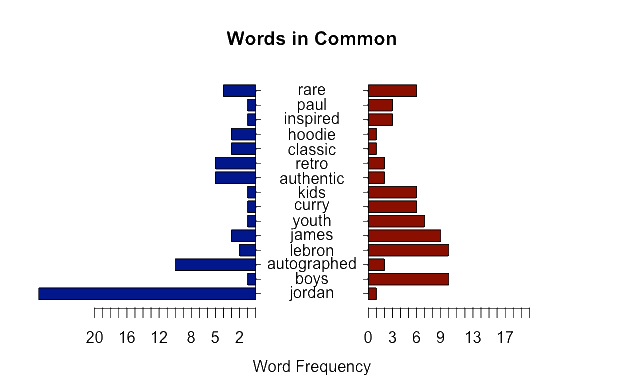 Words in Common
rare
paul
inspired
hoodie
classic
retro
authentic
kids
curry
youth
james
lebron
autographed
boys
jordan
20 16 12 8 5 2 0 3 6 9 13 17
Word Frequency